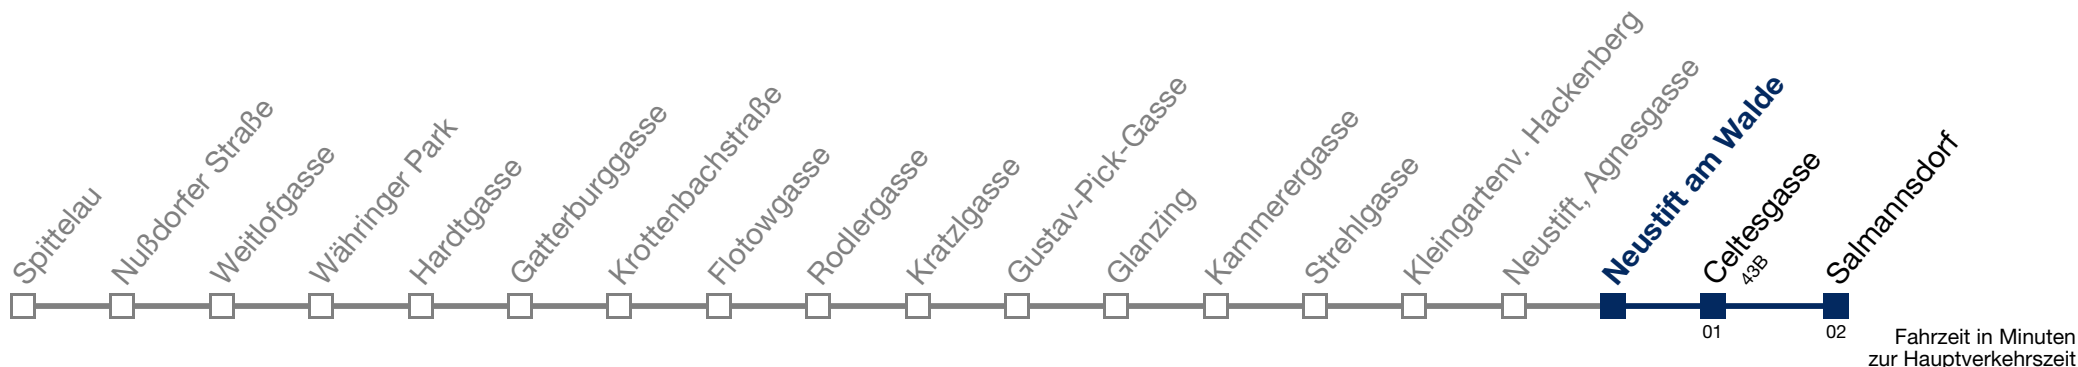 Spittelau
Nußdorfer Straße
Weitlofgasse
Währinger Park
Hardtgasse
Gatterburggasse
Krottenbachstraße
Flotowgasse
Rodlergasse
Kratzlgasse
Gustav-Pick-Gasse
Glanzing
Kammerergasse
Strehlgasse
Kleingartenv. Hackenberg
Neustift, Agnesgasse
Neustift am Walde
Celtesgasse
43B
Salmannsdorf
01
02
Fahrzeit in Minuten
zur Hauptverkehrszeit